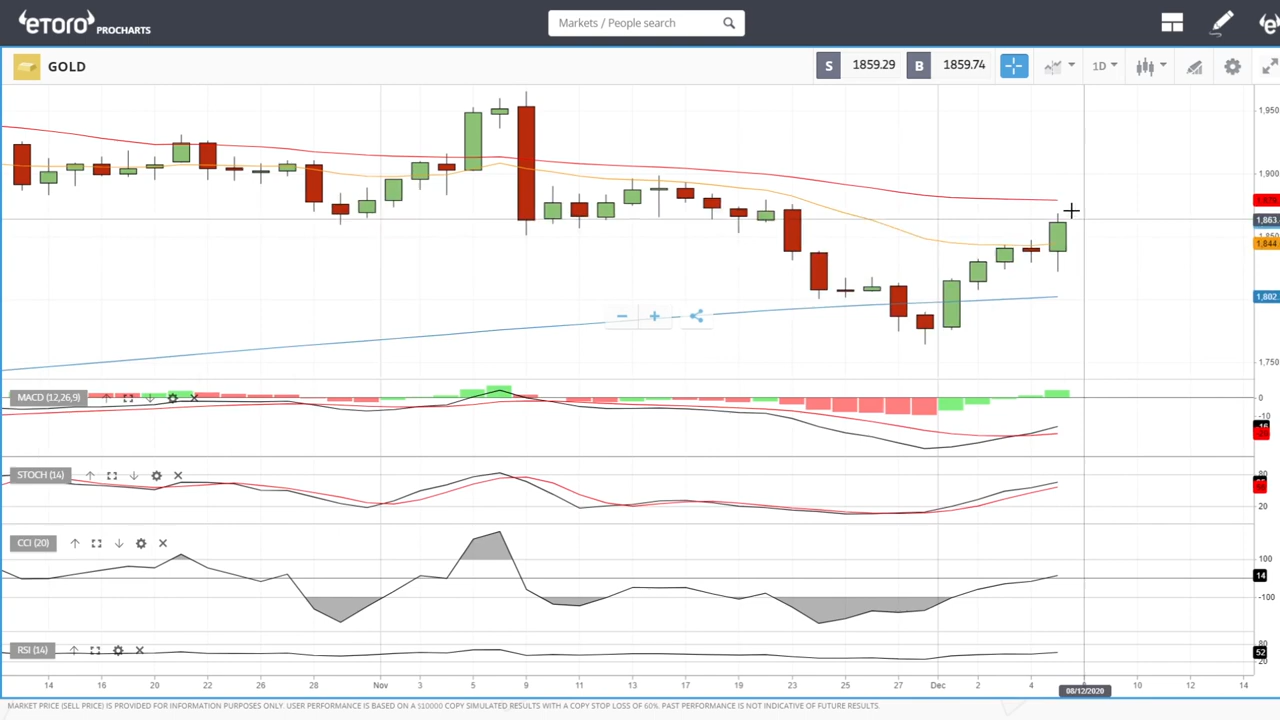 eToro PROCHARTS
Markets / People search
GOLD
S 1859.29 B 1859.74
1D
1,950
1,900
1,863
1,844
1,802
1,750
MACD (12,26,9)
0
-10
STOCH (14)
80
20
CCI (20)
100
14
-100
RSI (14)
80
52
20
14 16 20 22 26 28 Nov 3 5 9 11 13 17 19 23 25 27 Dec 2 4 10 12 14
08/12/2020
MARKET PRICE (SELL PRICE) IS PROVIDED FOR INFORMATION PURPOSES ONLY. USER PERFORMANCE IS BASED ON A $10000 COPY SIMULATED RESULTS WITH A COPY STOP LOSS OF 60%. PAST PERFORMANCE IS NOT INDICATIVE OF FUTURE RESULTS.